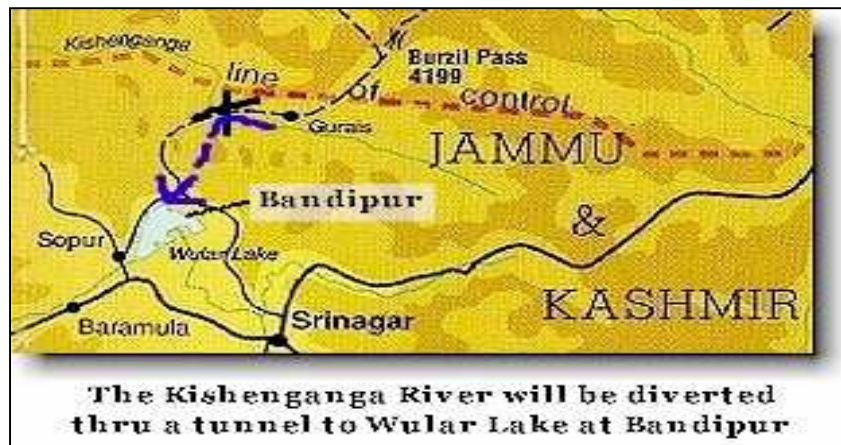 Kishenganga
Burzil Pass
4199
line of control
Gurais
JAMMU
&
KASHMIR
Bandipur
Sopur
Wular Lake
Baramula
Srinagar
The Kishenganga River will be diverted
thru a tunnel to Wular Lake at Bandipur